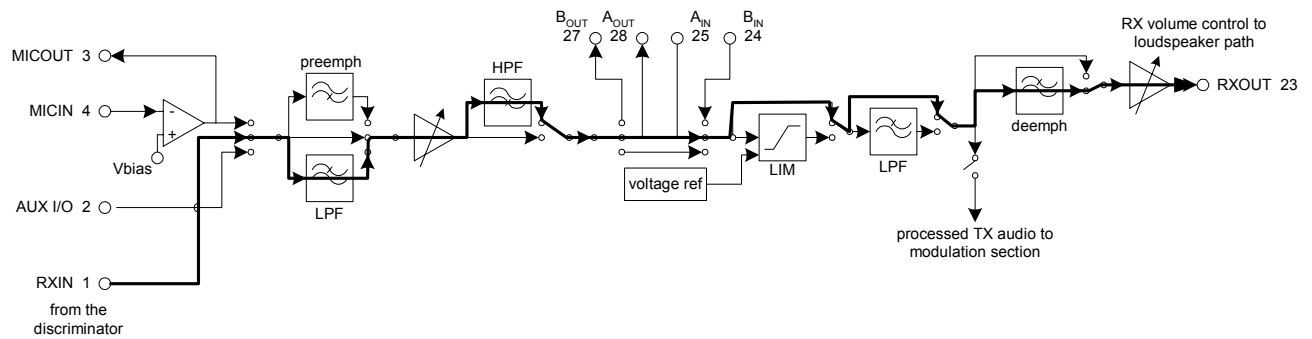 MICOUT 3
MICIN 4
-
+
Vbias
AUX I/O 2
RXIN 1
from the
discriminator
preemph
LPF
HPF
BOUT
27
AOUT
28
AIN
25
BIN
24
voltage ref
LIM
LPF
processed TX audio to
modulation section
deemph
RX volume control to
loudspeaker path
RXOUT 23